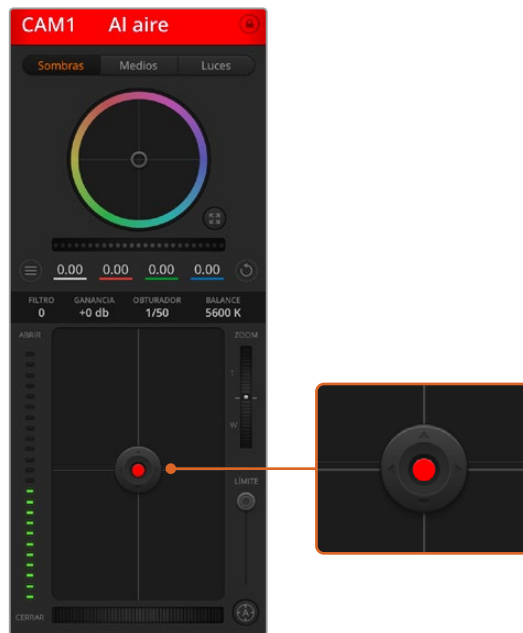 CAM1 Al aire
Sombras Medios Luces
0.00 0.00 0.00 0.00
FILTRO GANANCIA OBTURADOR BALANCE
0 +0 db 1/50 5600 K
ABRIR ZOOM
T
W
LÍMITE
CERRAR A